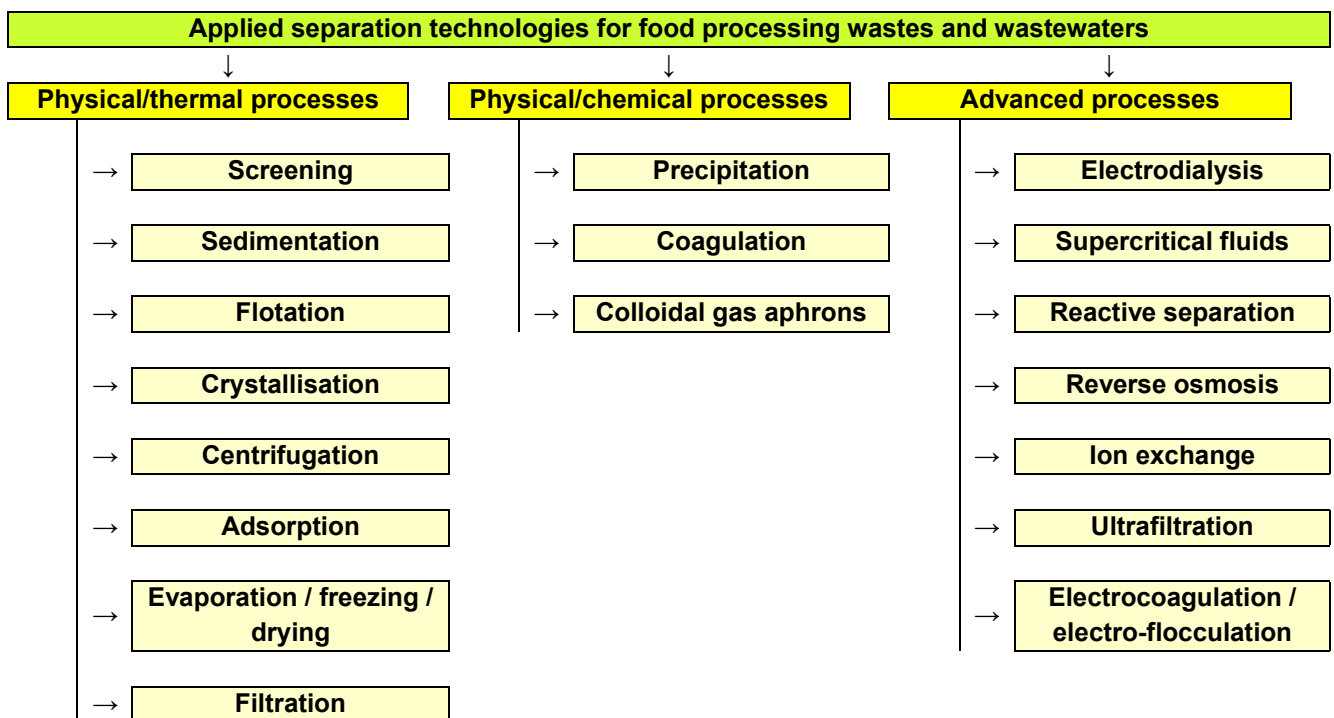 Applied separation technologies for food processing wastes and wastewaters
↓ ↓ ↓
Physical/thermal processes
→ Screening
→ Sedimentation
→ Flotation
→ Crystallisation
→ Centrifugation
→ Adsorption
→ Evaporation / freezing /
drying
→ Filtration
Physical/chemical processes
→ Precipitation
→ Coagulation
→ Colloidal gas aphrons
Advanced processes
→ Electrodialysis
→ Supercritical fluids
→ Reactive separation
→ Reverse osmosis
→ Ion exchange
→ Ultrafiltration
→ Electrocoagulation /
electro-flocculation